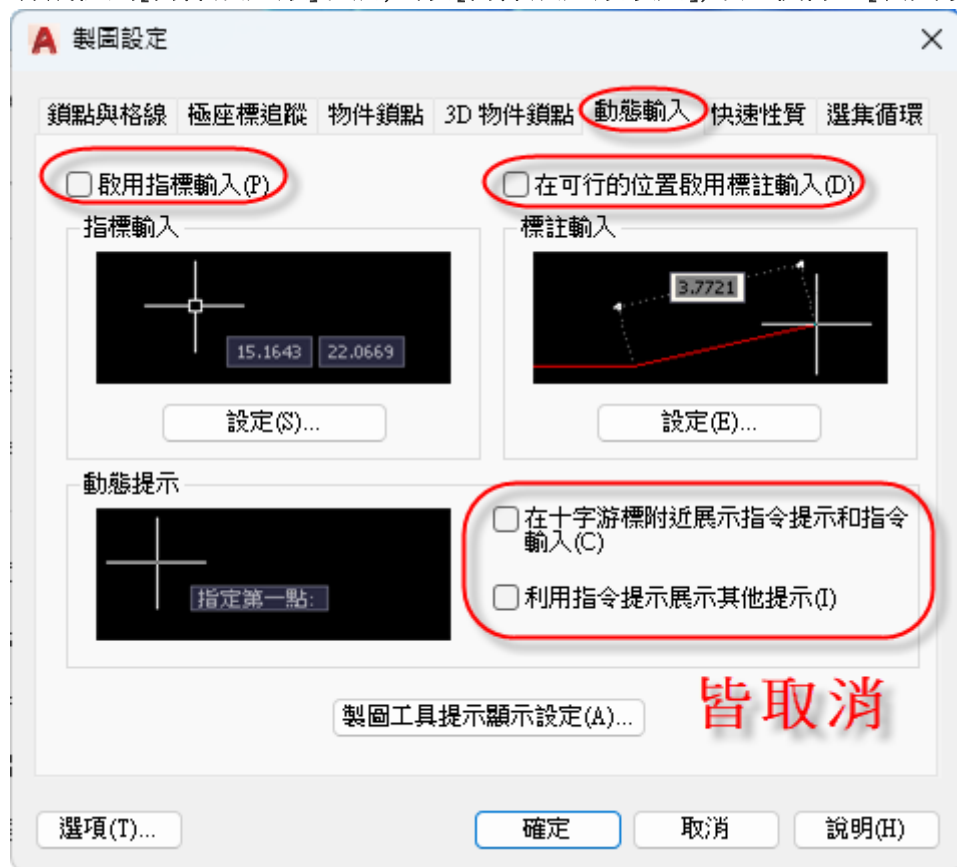 製圖設定
鎖點與格線 極座標追蹤 物件鎖點 3D 物件鎖點 動態輸入 快速性質 選集循環
啟用指標輸入(P)
在可行的位置啟用標註輸入(D)
指標輸入
標註輸入
3.7721
15.1643 22.0669
設定(S)...
設定(E)...
動態提示
指定第一點:
在十字游標附近展示指令提示和指令
輸入(C)
利用指令提示展示其他提示(I)
皆取消
製圖工具提示顯示設定(A)...
選項(T)...
確定
取消
說明(H)